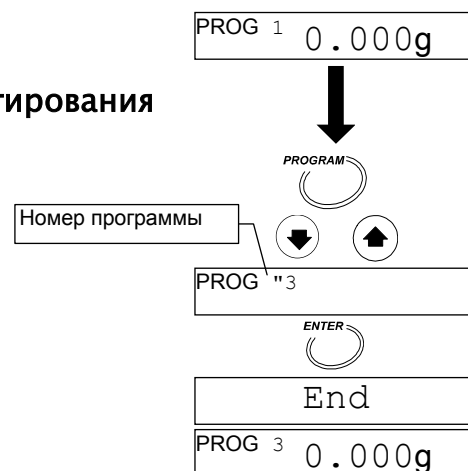 PROG 1 0.000g
тирования
PROGRAM
Номер программы
PROG "3
ENTER
End
PROG 3 0.000g